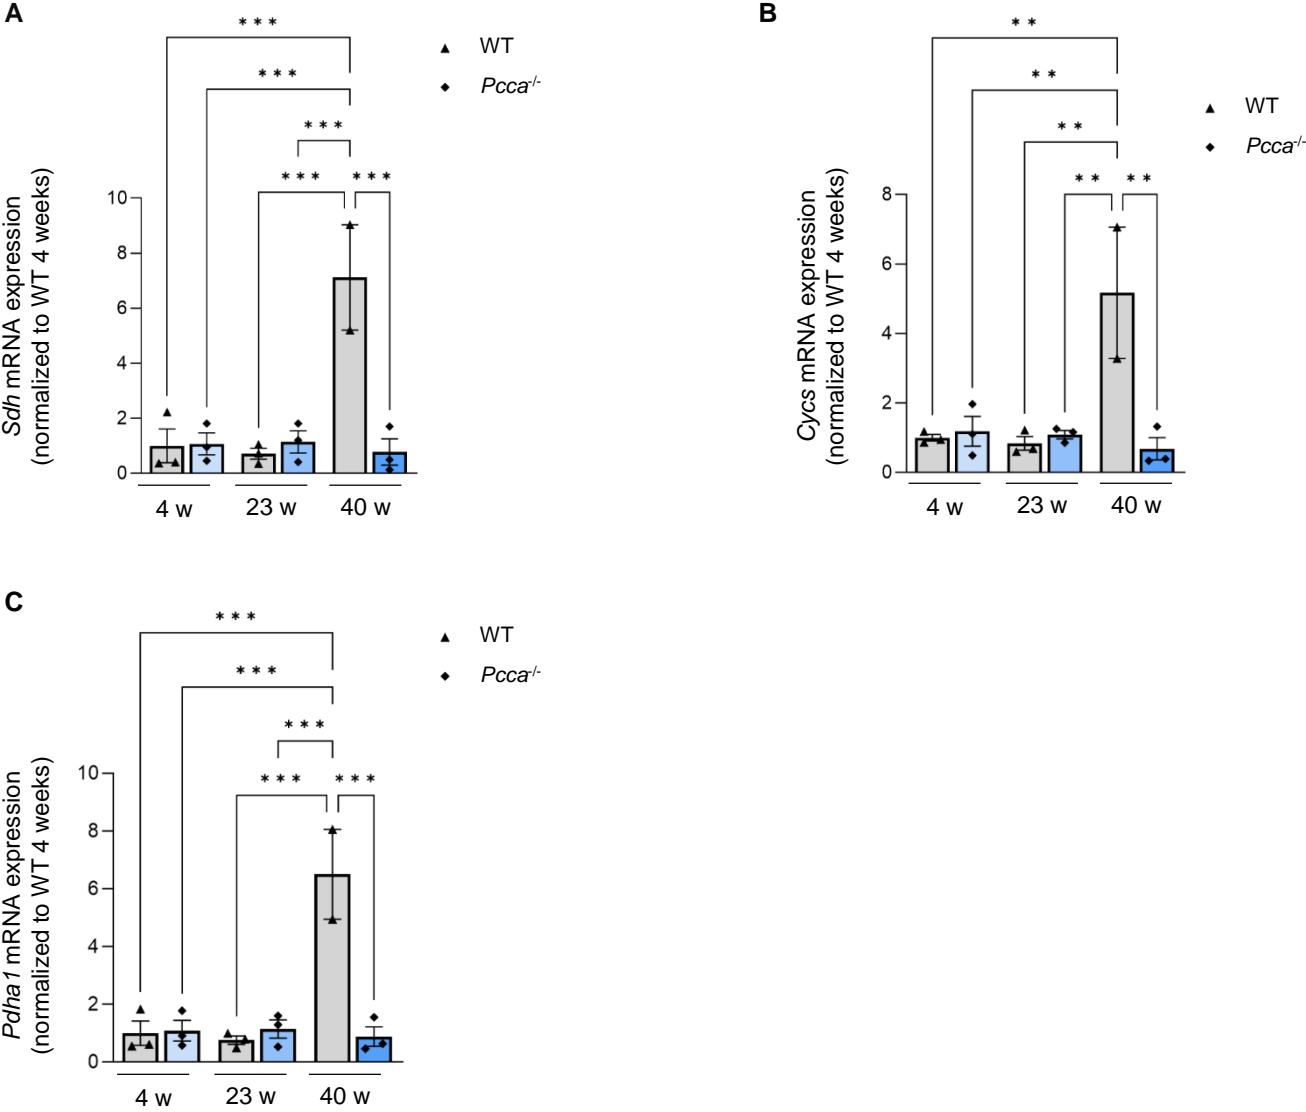 A
* * *
* * *
* * *
* * *
* * *
WT
Pcca-/-
Sdh mRNA expression
(normalized to WT 4 weeks)
10
8
6
4
2
0
4 w
23 w
40 w
B
* *
* *
* *
* *
* *
WT
Pcca-/-
Cycs mRNA expression
(normalized to WT 4 weeks)
8
6
4
2
0
4 w
23 w
40 w
C
* * *
* * *
* * *
* * *
* * *
WT
Pcca-/-
Pdha1 mRNA expression
(normalized to WT 4 weeks)
10
8
6
4
2
0
4 w
23 w
40 w